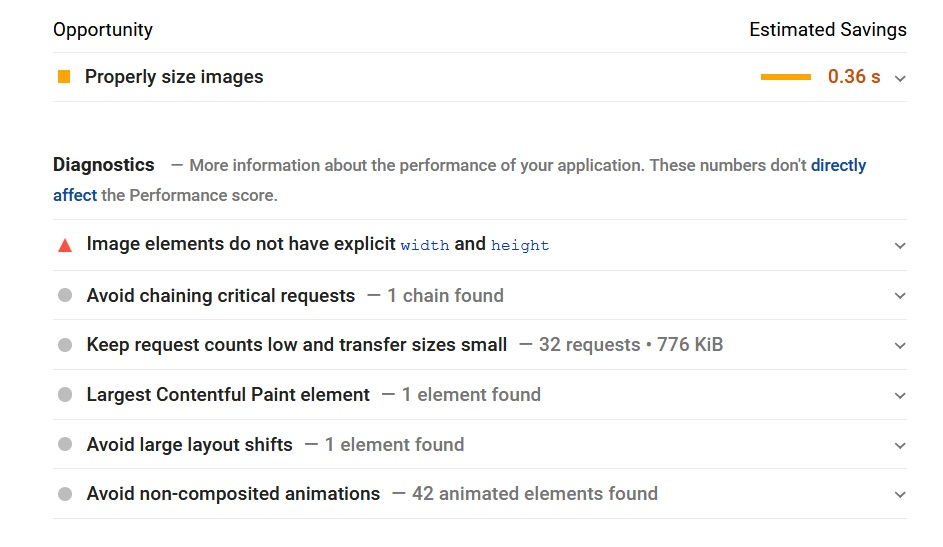 Opportunity Estimated Savings
Properly size images 0.36 s
Diagnostics — More information about the performance of your application. These numbers don't directly
affect the Performance score.
Image elements do not have explicit width and height
Avoid chaining critical requests — 1 chain found
Keep request counts low and transfer sizes small — 32 requests • 776 KiB
Largest Contentful Paint element — 1 element found
Avoid large layout shifts — 1 element found
Avoid non-composited animations — 42 animated elements found